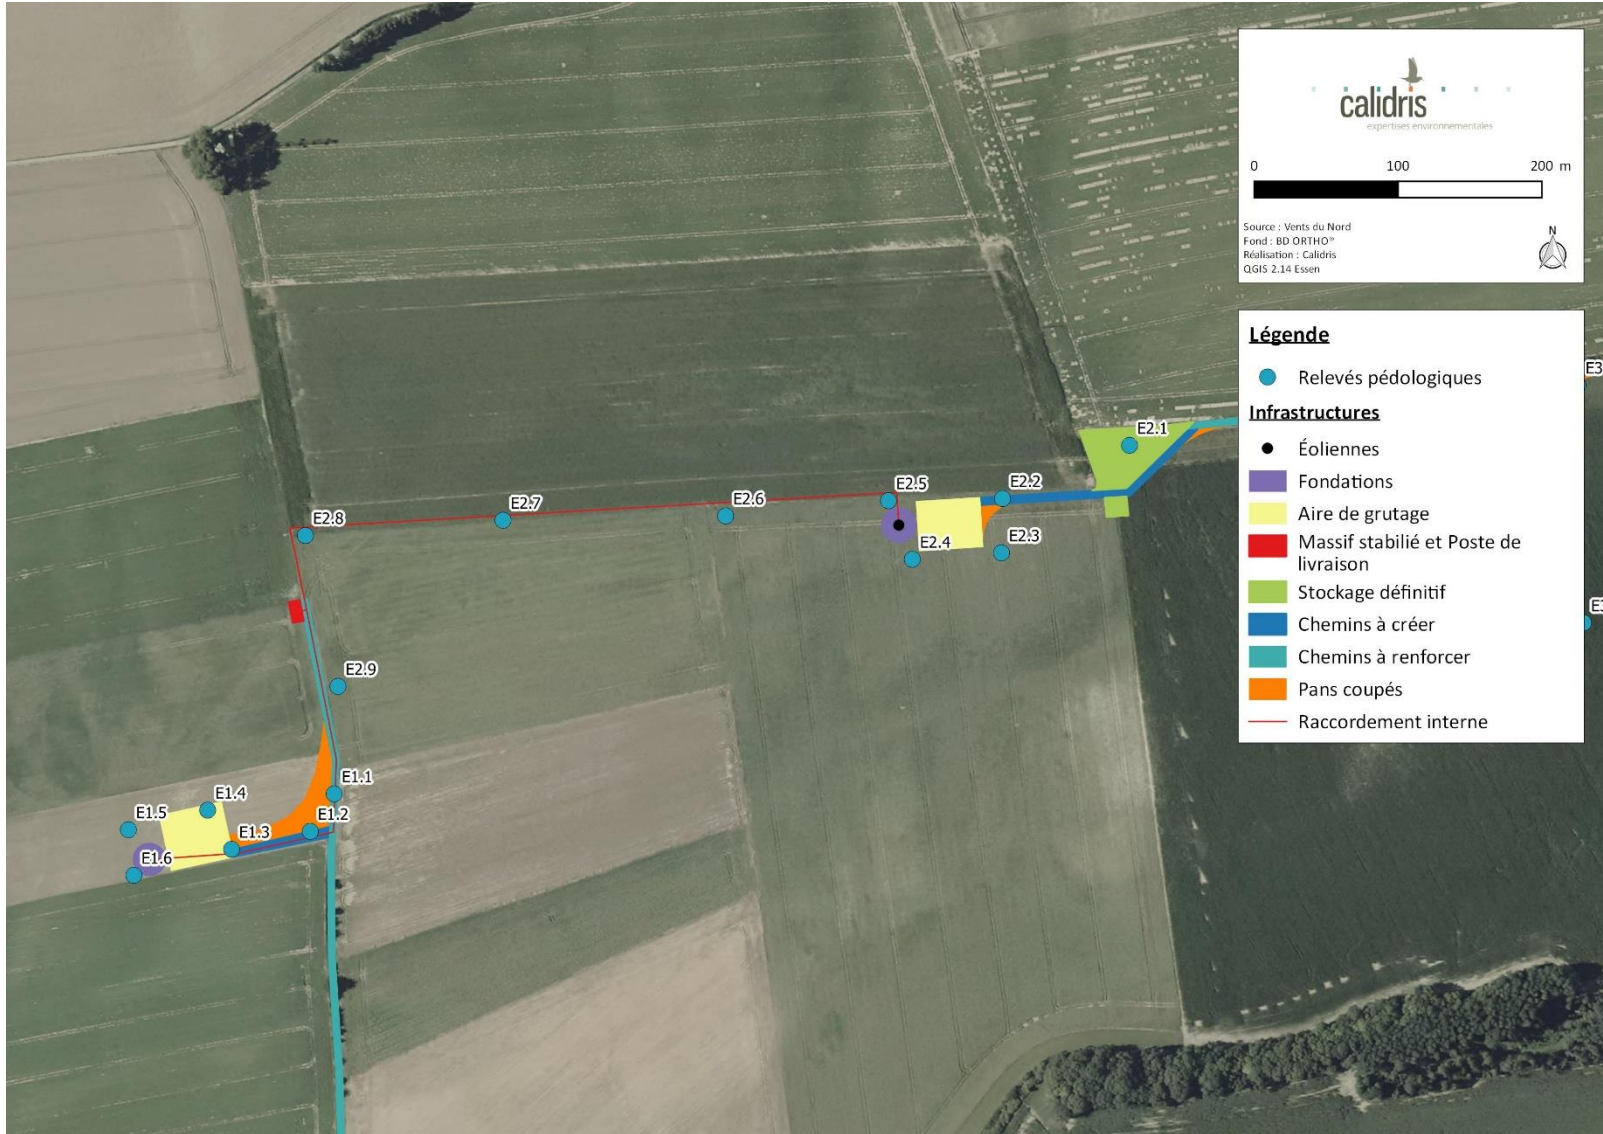 calidris
expertises environnementales
0 100 200 m
Source : Vents du Nord
Fond : BD ORTHO®
Réalisation : Calidris
QGIS 2.14 Essen
N
Légende
Relevés pédologiques
Infrastructures
Éoliennes
Fondations
Aire de grutage
Massif stabilié et Poste de
livraison
Stockage définitif
Chemins à créer
Chemins à renforcer
Pans coupés
Raccordement interne
E3
E2.1
E2.5
E2.2
E2.6
E2.7
E2.8
E2.4
E2.3
E3
E2.9
E1.1
E1.4
E1.5
E1.2
E1.3
E1.6